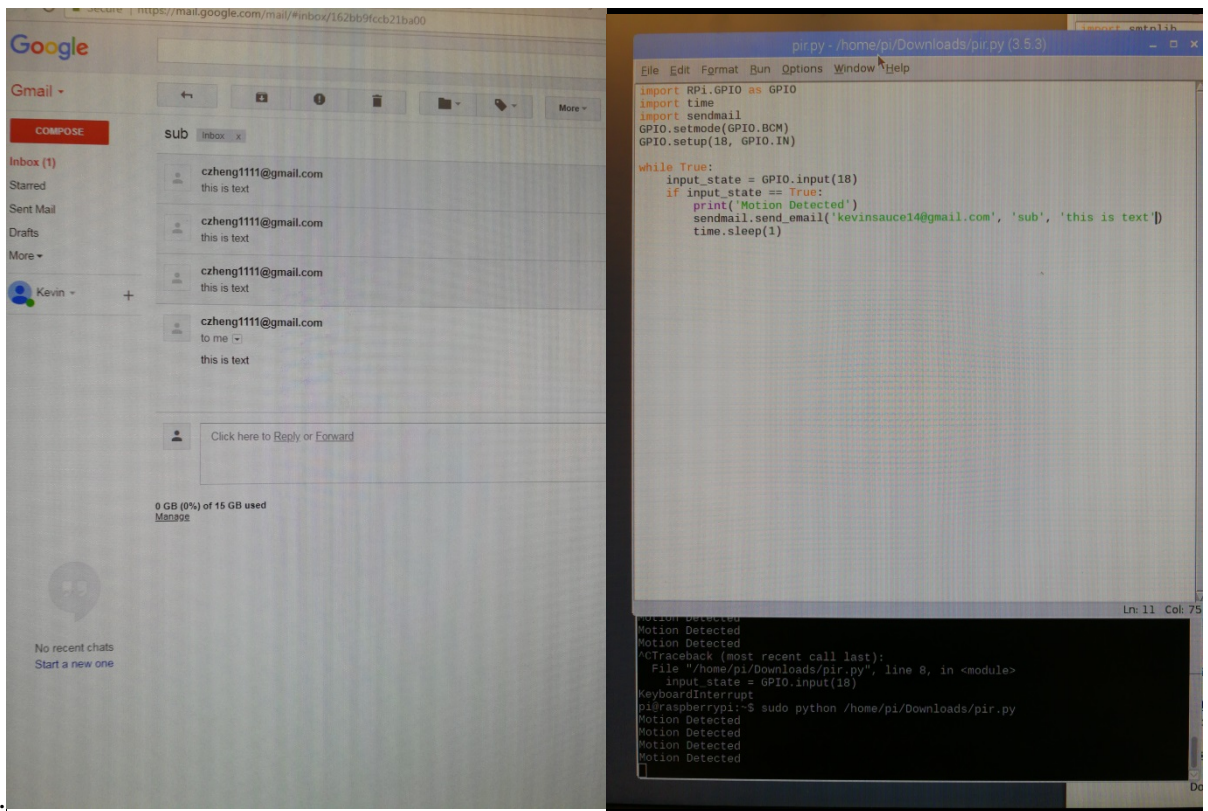 Secure | https://mail.google.com/mail/#inbox/162bb9fccb21ba00
Google
Gmail
More
COMPOSE
sub Inbox x
Inbox (1)
Starred
Sent Mail
Drafts
More
Kevin +
czheng1111@gmail.com
this is text
czheng1111@gmail.com
this is text
czheng1111@gmail.com
this is text
czheng1111@gmail.com
to me
this is text
Click here to Reply or Forward
0 GB (0%) of 15 GB used
Manage
No recent chats
Start a new one
import smtplib
pir.py - /home/pi/Downloads/pir.py (3.5.3)
File Edit Format Run Options Window Help
import RPi.GPIO as GPIO
import time
import sendmail
GPIO.setmode(GPIO.BCM)
GPIO.setup(18, GPIO.IN)
while True:
    input_state = GPIO.input(18)
    if input_state == True:
        print('Motion Detected')
        sendmail.send_email('kevinsauce14@gmail.com', 'sub', 'this is text')
        time.sleep(1)
Ln: 11 Col: 75
Motion Detected
Motion Detected
Motion Detected
^CTraceback (most recent call last):
  File "/home/pi/Downloads/pir.py", line 8, in <module>
    input_state = GPIO.input(18)
KeyboardInterrupt
pi@raspberrypi:~$ sudo python /home/pi/Downloads/pir.py
Motion Detected
Motion Detected
Motion Detected
Motion Detected